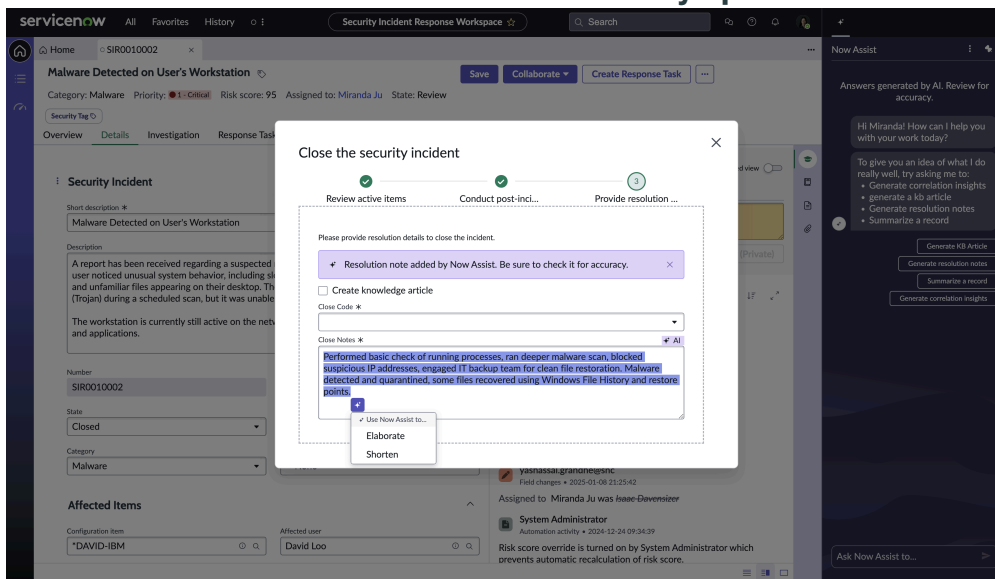 servicenow All Favorites History Security Incident Response Workspace ☆ Search
Home SIR0010002 ×
Malware Detected on User's Workstation
Save Collaborate Create Response Task ...
Category: Malware Priority: 1 - Critical Risk score: 95 Assigned to: Miranda Ju State: Review
Security Tag
Overview Details Investigation Response Task
Security Incident
Short description *
Malware Detected on User's Workstation
Description
A report has been received regarding a suspected
user noticed unusual system behavior, including
and unfamiliar files appearing on their desktop.
(Trojan) during a scheduled scan, but it was unable
The workstation is currently still active on the
and applications.
Number
SIR0010002
State
Closed
Category
Malware
Affected Items
Configuration item
*DAVID-IBM
Affected user
David Loo
Close the security incident
Review active items Conduct post-inci... 3 Provide resolution ...
Please provide resolution details to close the incident.
Resolution note added by Now Assist. Be sure to check it for accuracy. ×
Create knowledge article
Close Code *
Close Notes * AI
Performed basic check of running processes, ran deeper malware scan, blocked
suspicious IP addresses, engaged IT backup team for clean file restoration. Malware
detected and quarantined, some files recovered using Windows File History and restore
points.
✓ Use Now Assist to...
Elaborate
Shorten
view
(Private)
Field changes • 2025-01-08 21:25:42
Assigned to Miranda Ju was Isaac Davensizer
System Administrator
Automation activity • 2024-12-24 09:34:39
Risk score override is turned on by System Administrator which
prevents automatic recalculation of risk score.
Now Assist
Answers generated by AI. Review for
accuracy.
Hi Miranda! How can I help you
with your work today?
To give you an idea of what I do
really well, try asking me to:
• Generate correlation insights
• generate a kb article
• Generate resolution notes
• Summarize a record
Generate KB Article
Generate resolution notes
Summarize a record
Generate correlation insights
Ask Now Assist to...